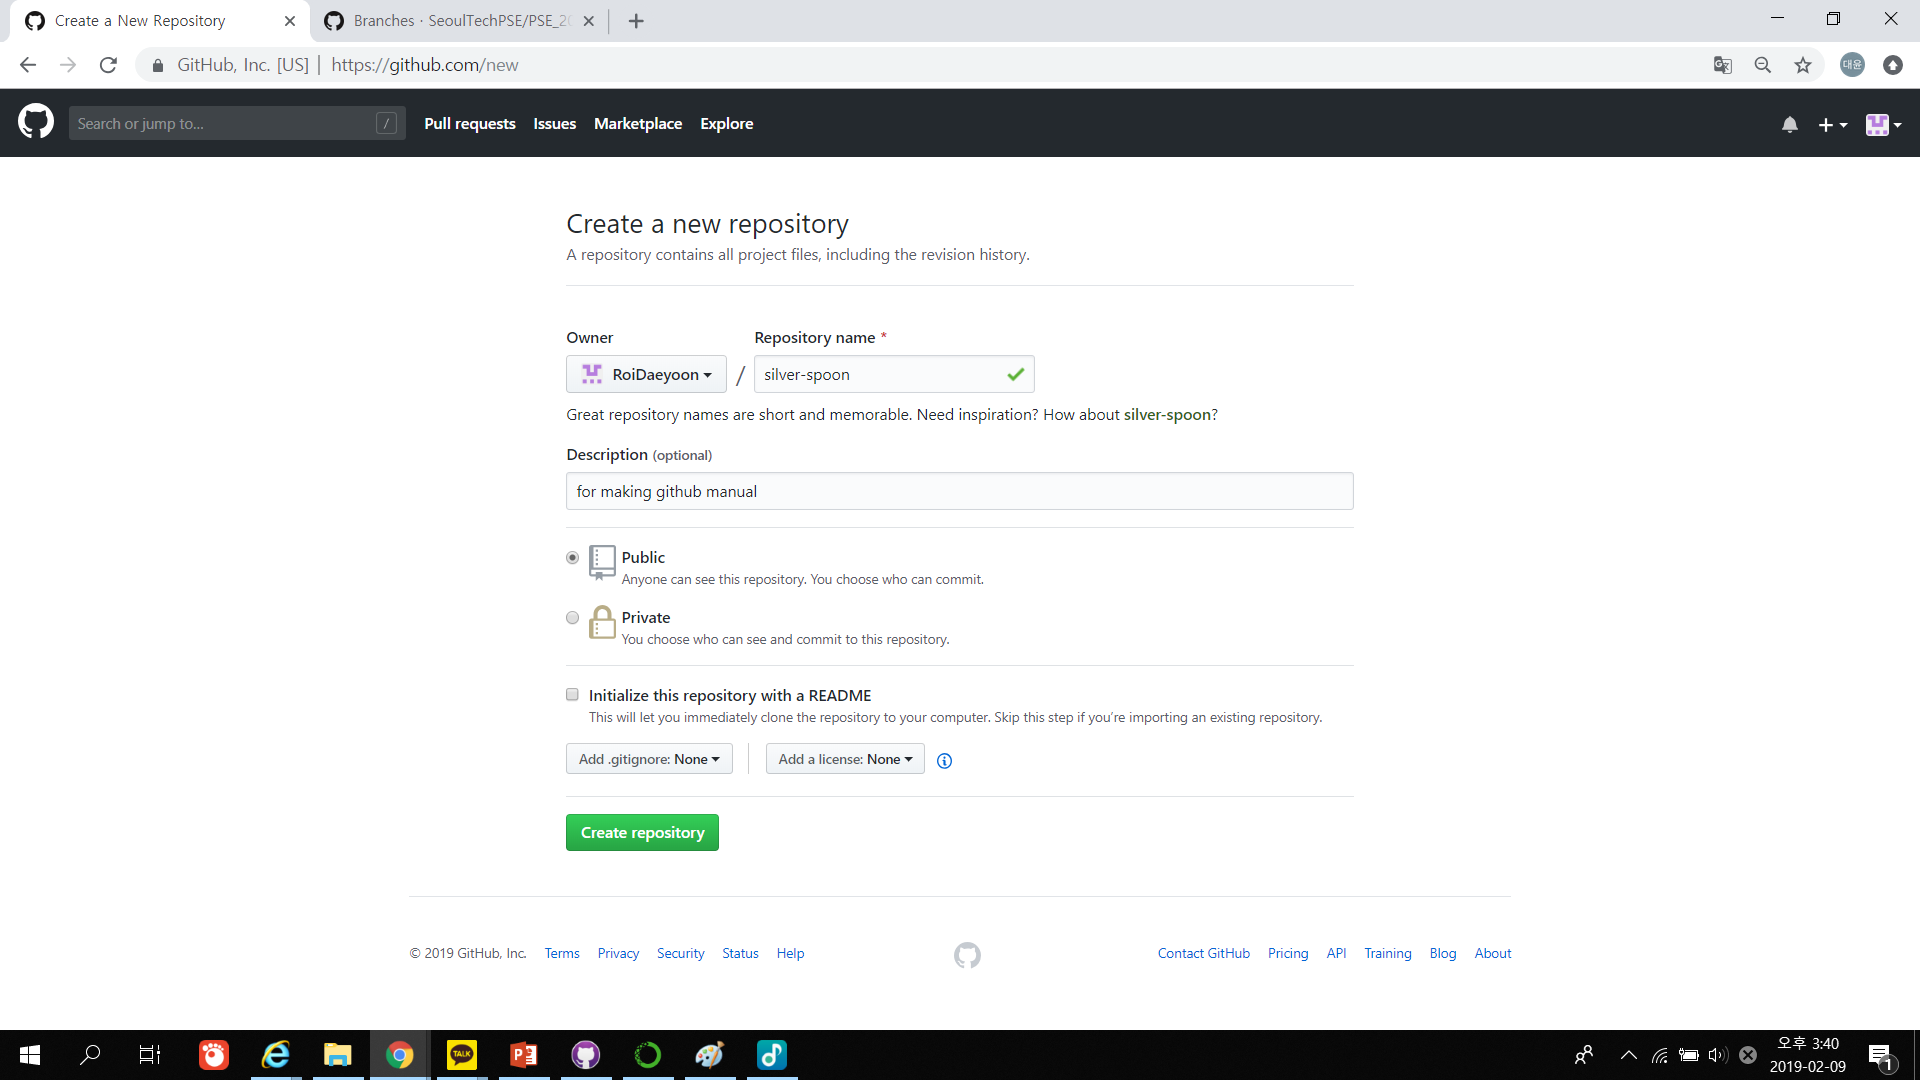 Create a New Repository
Branches · SeoulTechPSE/PSE_20
GitHub, Inc. [US] | https://github.com/new
대윤
Search or jump to... /
Pull requests Issues Marketplace Explore
Create a new repository
A repository contains all project files, including the revision history.
Owner Repository name *
RoiDaeyoon / silver-spoon
Great repository names are short and memorable. Need inspiration? How about silver-spoon?
Description (optional)
for making github manual
Public
Anyone can see this repository. You choose who can commit.
Private
You choose who can see and commit to this repository.
Initialize this repository with a README
This will let you immediately clone the repository to your computer. Skip this step if you’re importing an existing repository.
Add .gitignore: None Add a license: None
Create repository
© 2019 GitHub, Inc. Terms Privacy Security Status Help Contact GitHub Pricing API Training Blog About
TALK
오후 3:40
2019-02-09
1